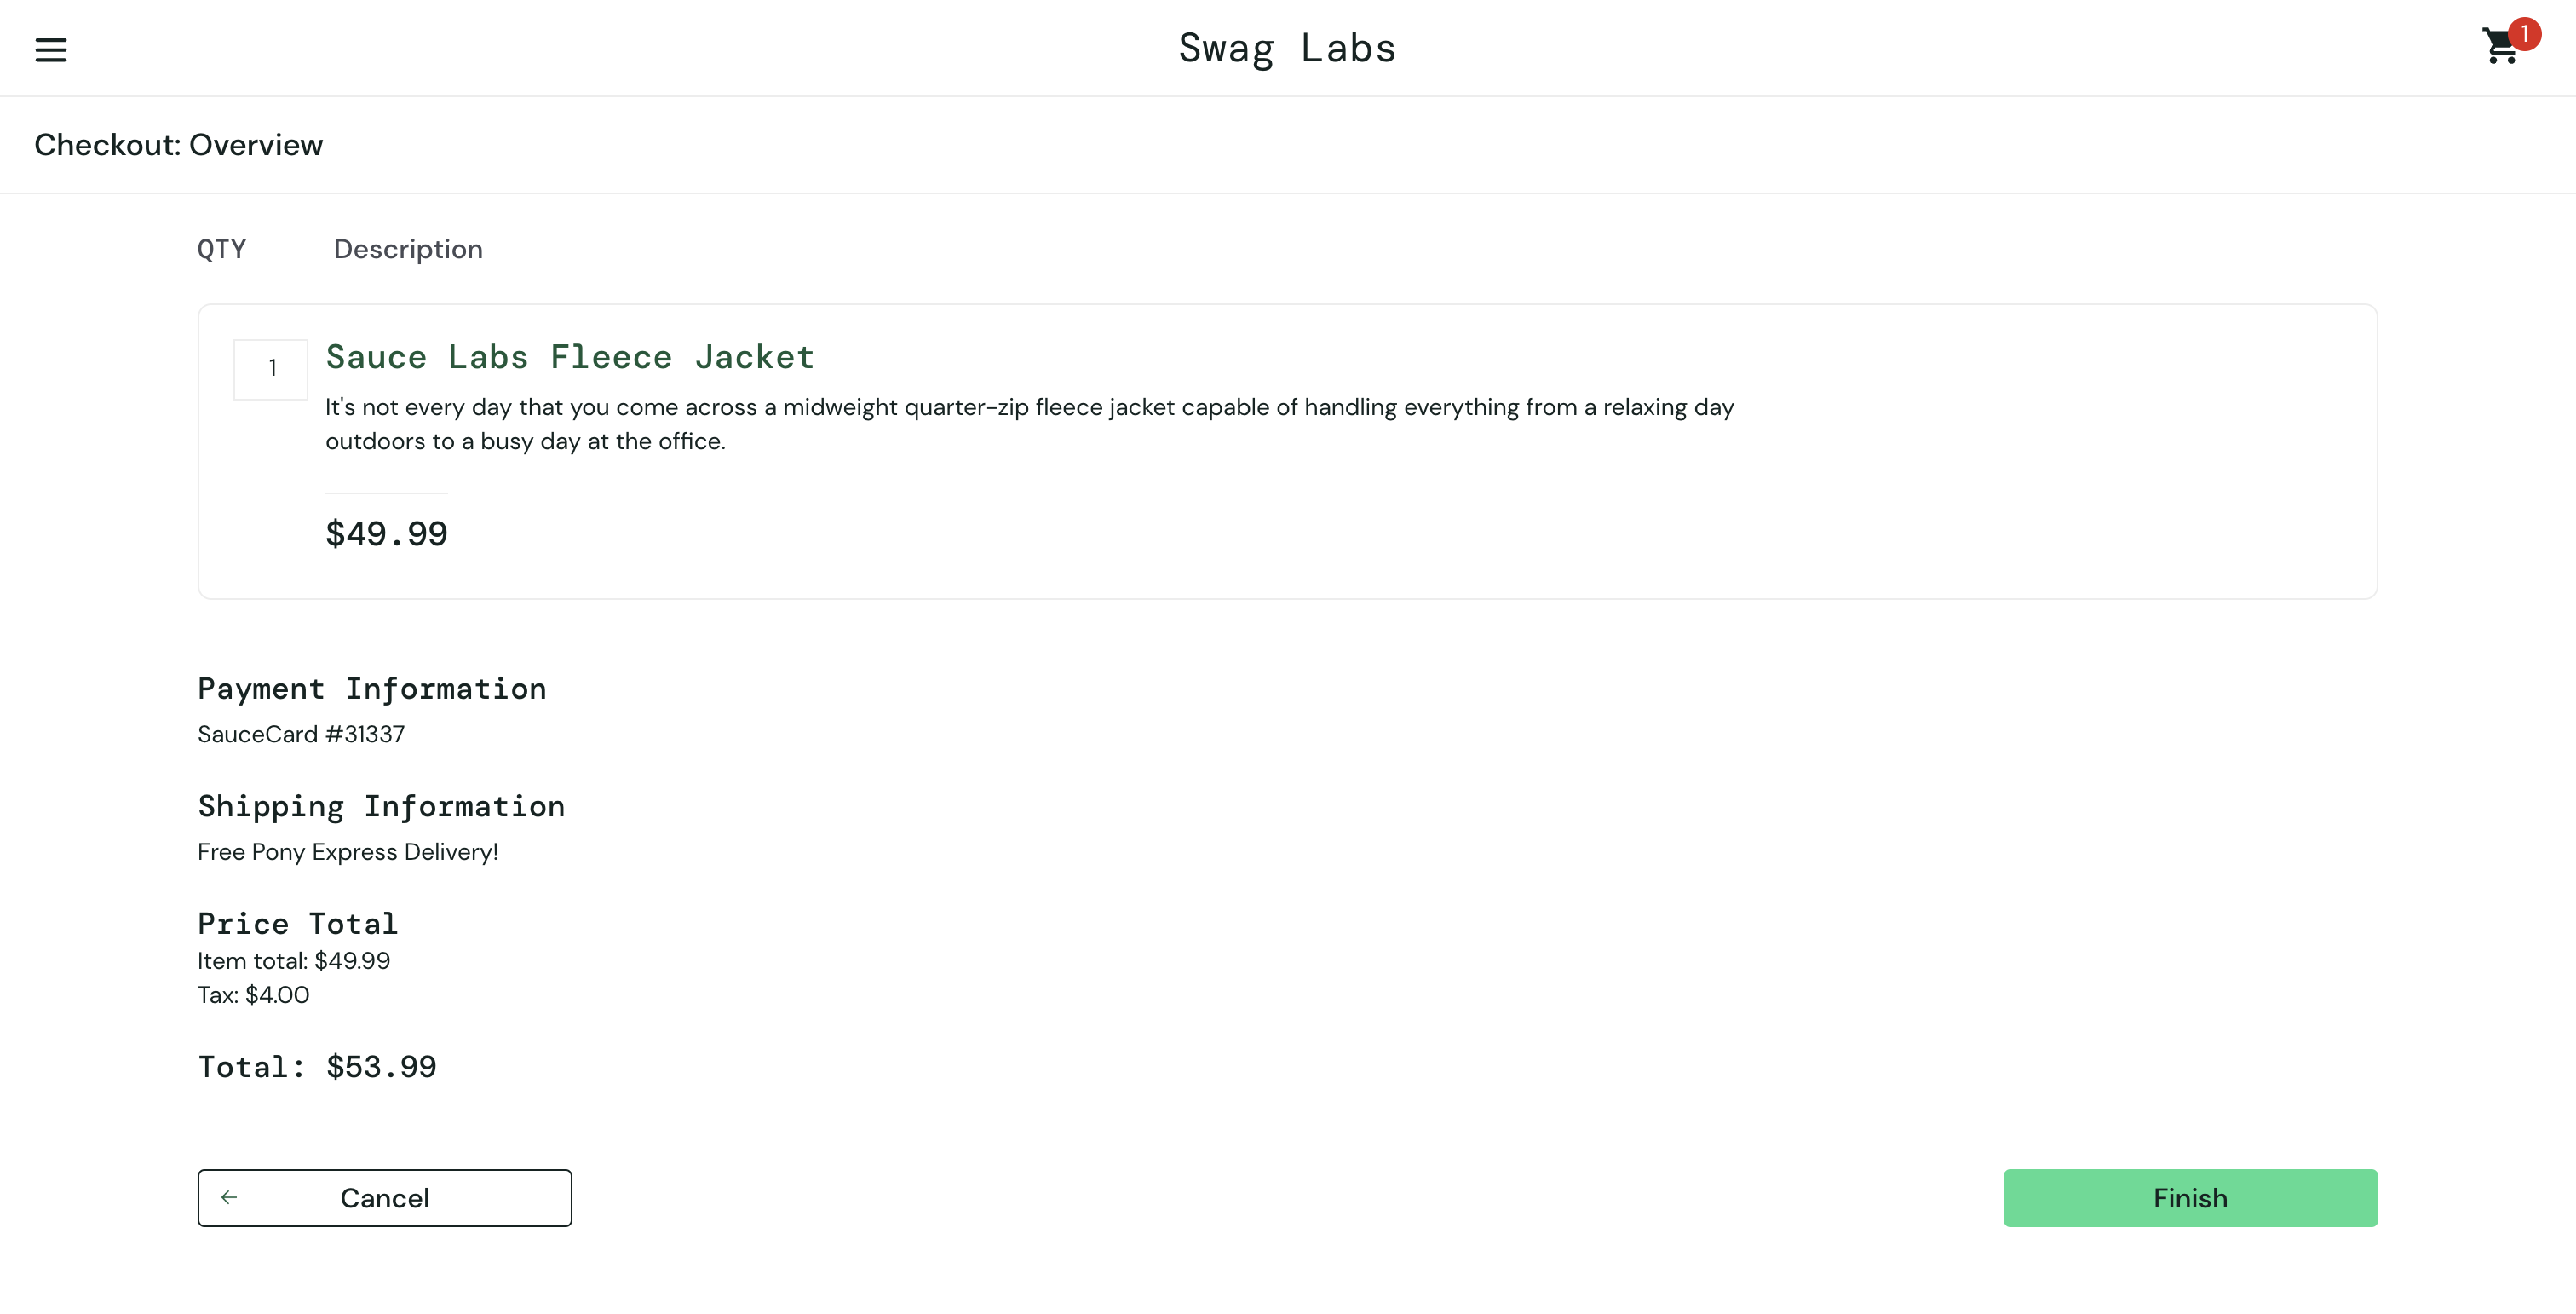 Swag Labs
1
Checkout: Overview
QTY Description
1
Sauce Labs Fleece Jacket
It's not every day that you come across a midweight quarter-zip fleece jacket capable of handling everything from a relaxing day
outdoors to a busy day at the office.
$49.99
Payment Information
SauceCard #31337
Shipping Information
Free Pony Express Delivery!
Price Total
Item total: $49.99
Tax: $4.00
Total: $53.99
Cancel
Finish